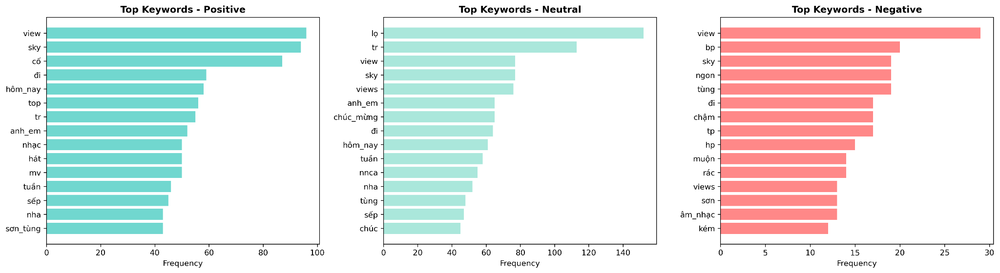 Top Keywords - Positive
view
sky
cố
đi
hôm_nay
top
tr
anh_em
nhạc
hát
mv
tuần
sếp
nha
sơn_tùng
0 20 40 60 80 100
Frequency
Top Keywords - Neutral
lọ
tr
view
sky
views
anh_em
chúc_mừng
đi
hôm_nay
tuần
nnca
nha
tùng
sếp
chúc
0 20 40 60 80 100 120 140
Frequency
Top Keywords - Negative
view
bp
sky
ngon
tùng
đi
chậm
tp
hp
muộn
rác
views
sơn
âm_nhạc
kém
0 5 10 15 20 25 30
Frequency